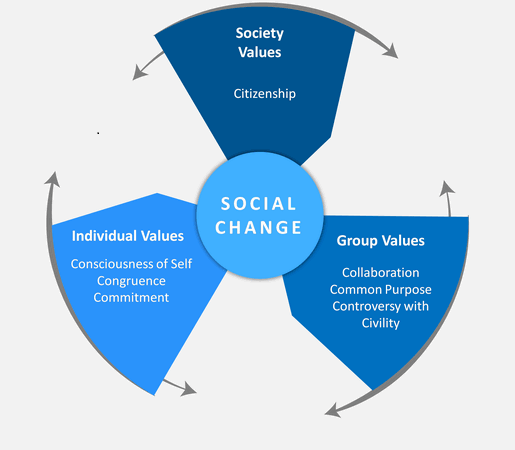 Society
Values
Citizenship
SOCIAL
CHANGE
Individual Values
Consciousness of Self
Congruence
Commitment
Group Values
Collaboration
Common Purpose
Controversy with
Civility